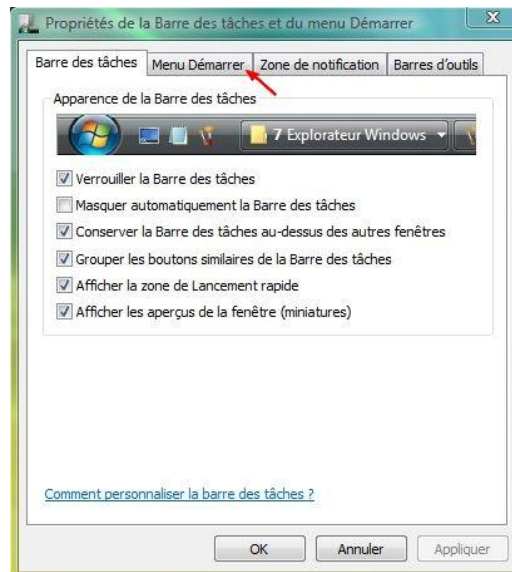 Propriétés de la Barre des tâches et du menu Démarrer
Barre des tâches Menu Démarrer Zone de notification Barres d'outils
Apparence de la Barre des tâches
7 Explorateur Windows
Verrouiller la Barre des tâches
Masquer automatiquement la Barre des tâches
Conserver la Barre des tâches au-dessus des autres fenêtres
Grouper les boutons similaires de la Barre des tâches
Afficher la zone de Lancement rapide
Afficher les aperçus de la fenêtre (miniatures)
Comment personnaliser la barre des tâches ?
OK Annuler Appliquer